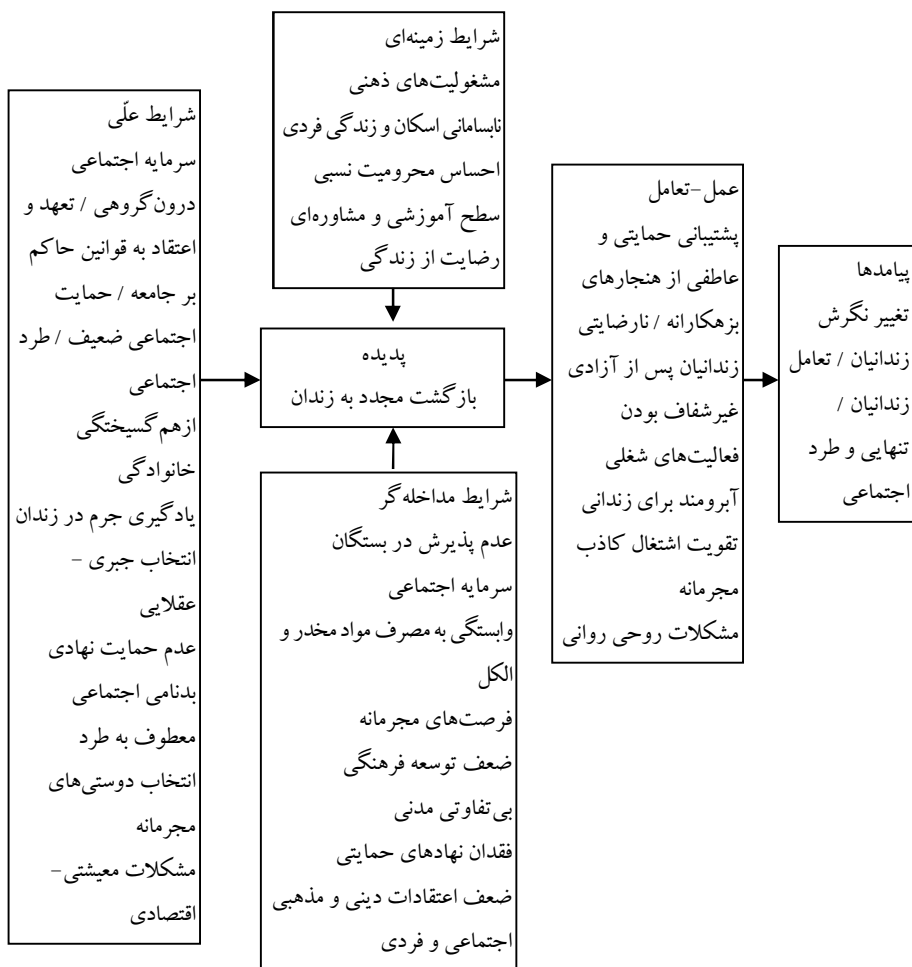 شرایط علّی
سرمایه اجتماعی
درون‌گروهی / تعهد و
اعتقاد به قوانین حاکم
بر جامعه / حمایت
اجتماعی ضعیف / طرد
اجتماعی
ازهم‌گسیختگی
خانوادگی
یادگیری جرم در زندان
انتخاب جبری –
عقلایی
عدم حمایت نهادی
بدنامی اجتماعی
معطوف به طرد
انتخاب دوستی‌های
مجرمانه
مشکلات معیشتی–
اقتصادی
شرایط زمینه‌ای
مشغولیت‌های ذهنی
نابسامانی اسکان و زندگی فردی
احساس محرومیت نسبی
سطح آموزشی و مشاوره‌ای
رضایت از زندگی
پدیده
بازگشت مجدد به زندان
شرایط مداخله‌گر
عدم پذیرش در بستگان
سرمایه اجتماعی
وابستگی به مصرف مواد مخدر و
الکل
فرصت‌های مجرمانه
ضعف توسعه فرهنگی
بی‌تفاوتی مدنی
فقدان نهادهای حمایتی
ضعف اعتقادات دینی و مذهبی
اجتماعی و فردی
عمل–تعامل
پشتیبانی حمایتی و
عاطفی از هنجارهای
بزهکارانه / نارضایتی
زندانیان پس از آزادی
غیرشفاف بودن
فعالیت‌های شغلی
آبرومند برای زندانی
تقویت اشتغال کاذب
مجرمانه
مشکلات روحی روانی
پیامدها
تغییر نگرش
زندانیان / تعامل
زندانیان /
تنهایی و طرد
اجتماعی